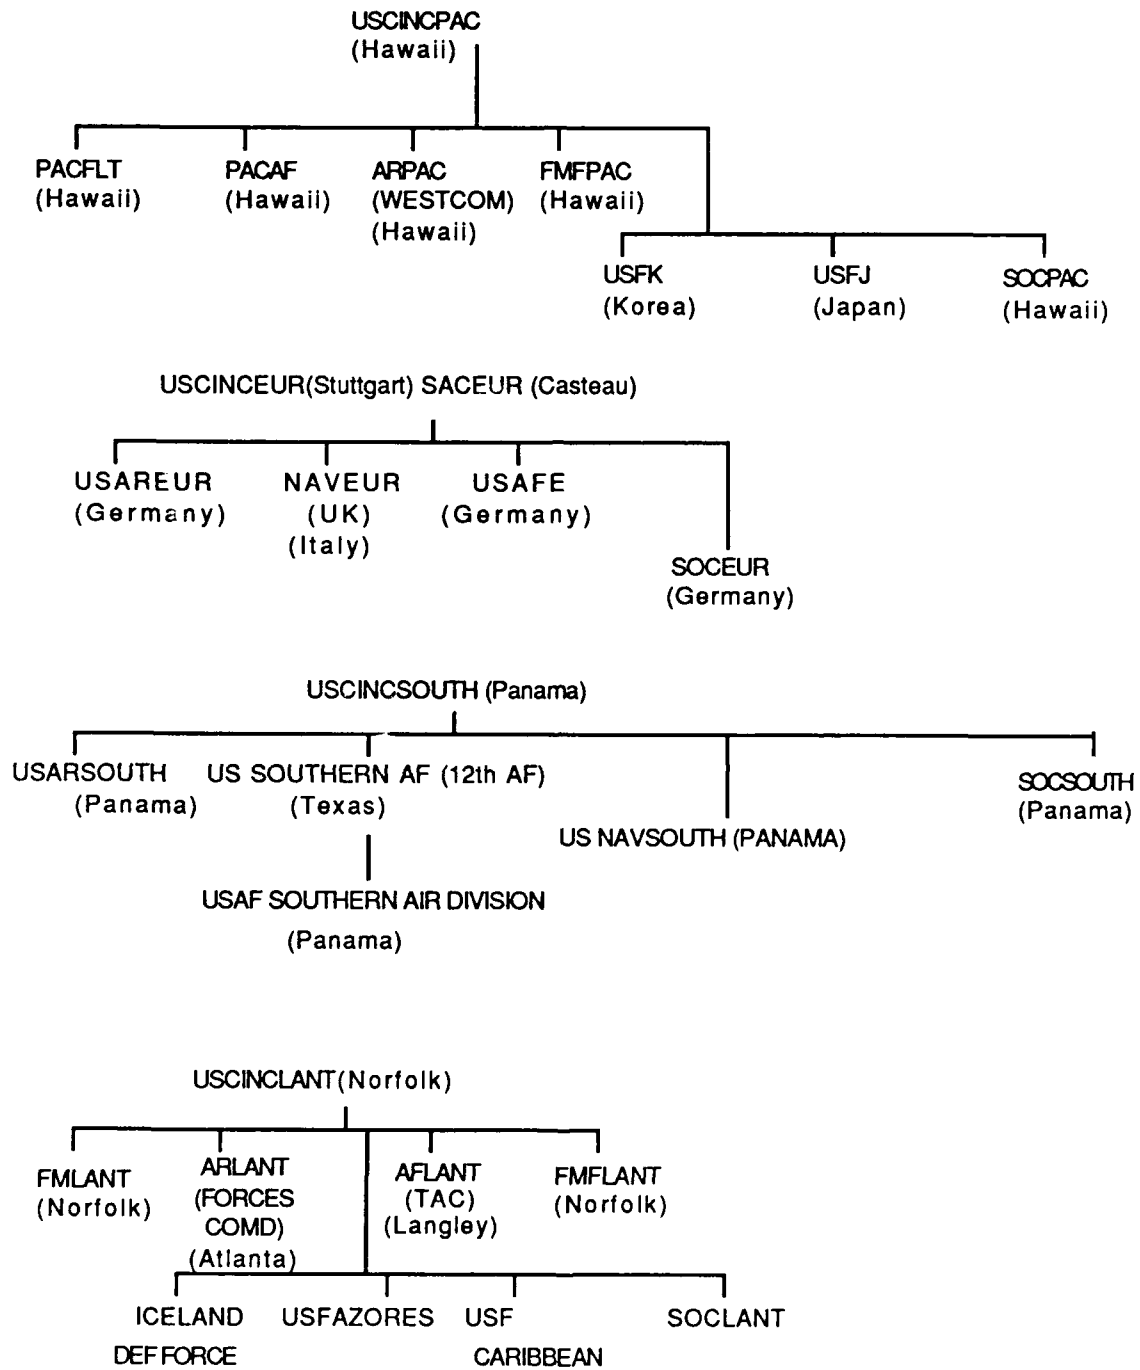 USCINCPAC
(Hawaii)
PACFLT
(Hawaii)
PACAF
(Hawaii)
ARPAC
(WESTCOM)
(Hawaii)
FMFPAC
(Hawaii)
USFK
(Korea)
USFJ
(Japan)
SOCPAC
(Hawaii)
USCINCEUR(Stuttgart) SACEUR (Casteau)
USAREUR
(Germany)
NAVEUR
(UK)
(Italy)
USAFE
(Germany)
SOCEUR
(Germany)
USCINCSOUTH (Panama)
USARSOUTH
(Panama)
US SOUTHERN AF (12th AF)
(Texas)
US NAVSOUTH (PANAMA)
SOCSOUTH
(Panama)
USAF SOUTHERN AIR DIVISION
(Panama)
USCINCLANT(Norfolk)
FMLANT
(Norfolk)
ARLANT
(FORCES
COMD)
(Atlanta)
AFLANT
(TAC)
(Langley)
FMFLANT
(Norfolk)
ICELAND
DEF FORCE
USFAZORES
USF
CARIBBEAN
SOCLANT